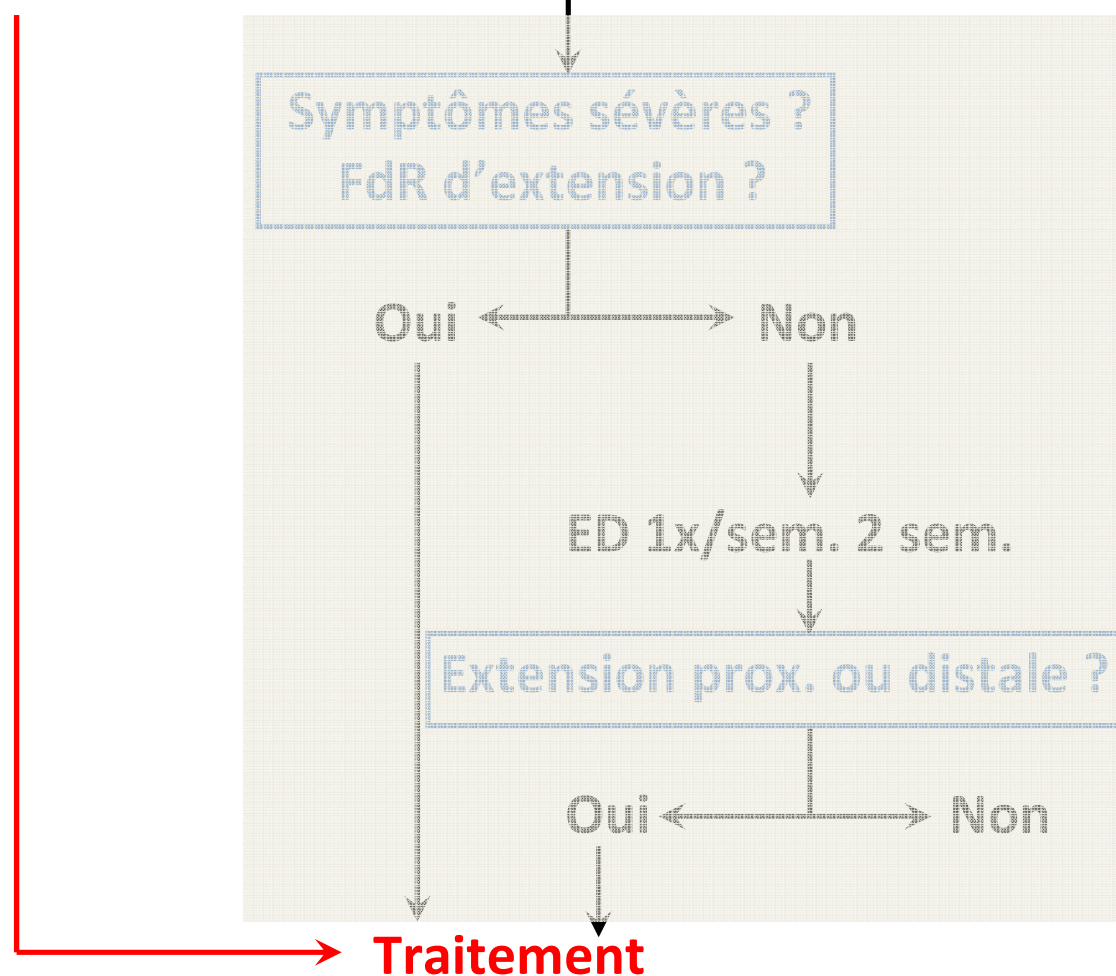 Symptômes sévères ?
FdR d’extension ?
Oui
Non
ED 1x/sem. 2 sem.
Extension prox. ou distale ?
Oui
Non
Traitement